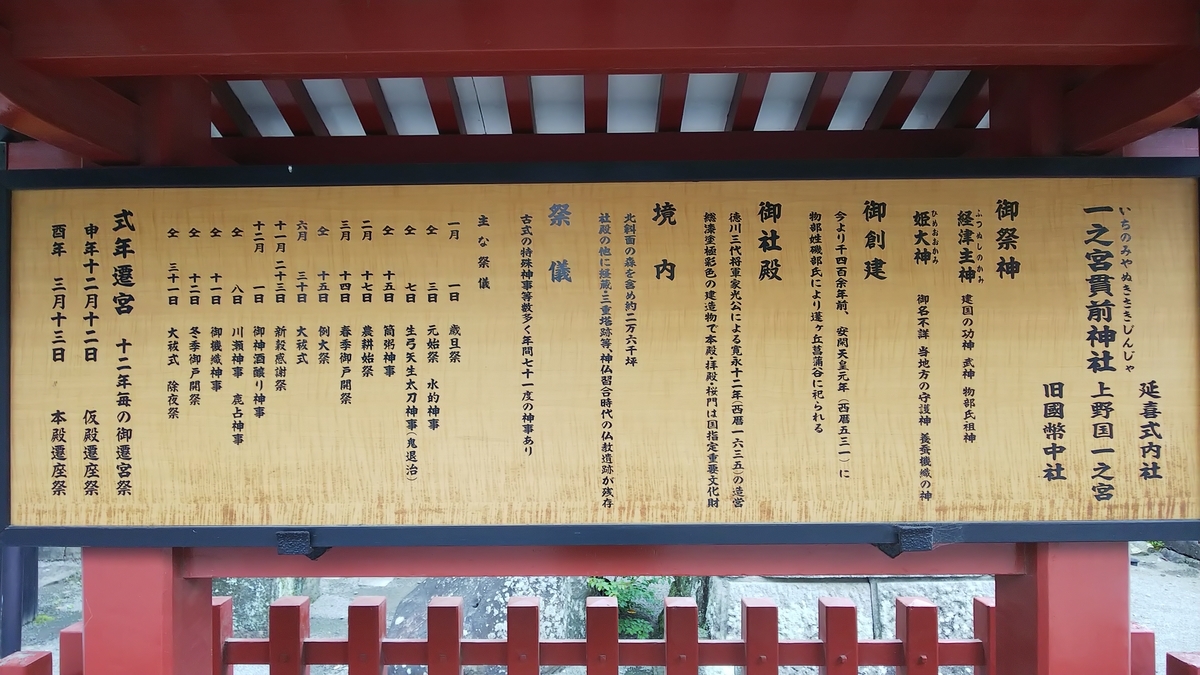 延喜式内社
いちのみやぬきさきじんじゃ
一之宮貫前神社 上野国一之宮
旧國幣中社
御祭神
ふつぬしのかみ
経津主神 建国の功神 武神 物部氏祖神
ひめおおかみ
姫大神 御名不詳 当地方の守護神 養蚕機織の神
御創建
今より千四百余年前、安閑天皇元年(西暦五三一)に
物部姓磯部氏により蓬ヶ丘菖蒲谷に祀られる
御社殿
徳川三代将軍家光公による寛永十二年(西暦一六三五)の造営
総漆塗極彩色の建造物で本殿・拝殿・桜門は国指定重要文化財
境内
北斜面の森を含め約二万六千坪
社殿の他に経蔵・三重塔跡等、神仏習合時代の仏教遺跡が残存
祭儀
古式の特殊神事等数多く年間七十一度の神事あり
主な祭儀
一月 一日 歳旦祭
仝 三日 元始祭 水的神事
仝 七日 生弓矢生太刀神事(鬼退治)
仝 十五日 筒粥神事
二月 十七日 農耕始祭
三月 十四日 春季御戸開祭
仝 十五日 例大祭
六月 三十日 大祓式
十一月 二十三日 新穀感謝祭
十二月 一日 御神酒醸り神事
仝 八日 川瀬神事 鹿占神事
仝 十一日 御機織神事
仝 十二日 冬季御戸開祭
仝 三十一日 大祓式 除夜祭
式年遷宮 十二年毎の御遷宮祭
申年十二月十二日 仮殿遷座祭
酉年 三月十三日 本殿遷座祭